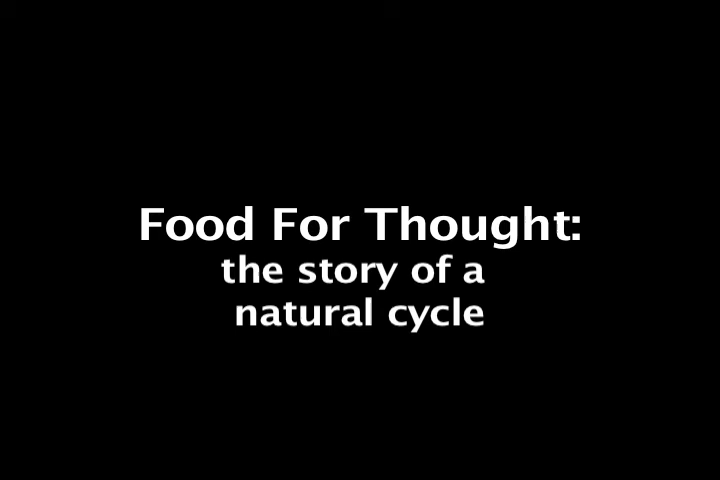 Food For Thought:
the story of a
natural cycle